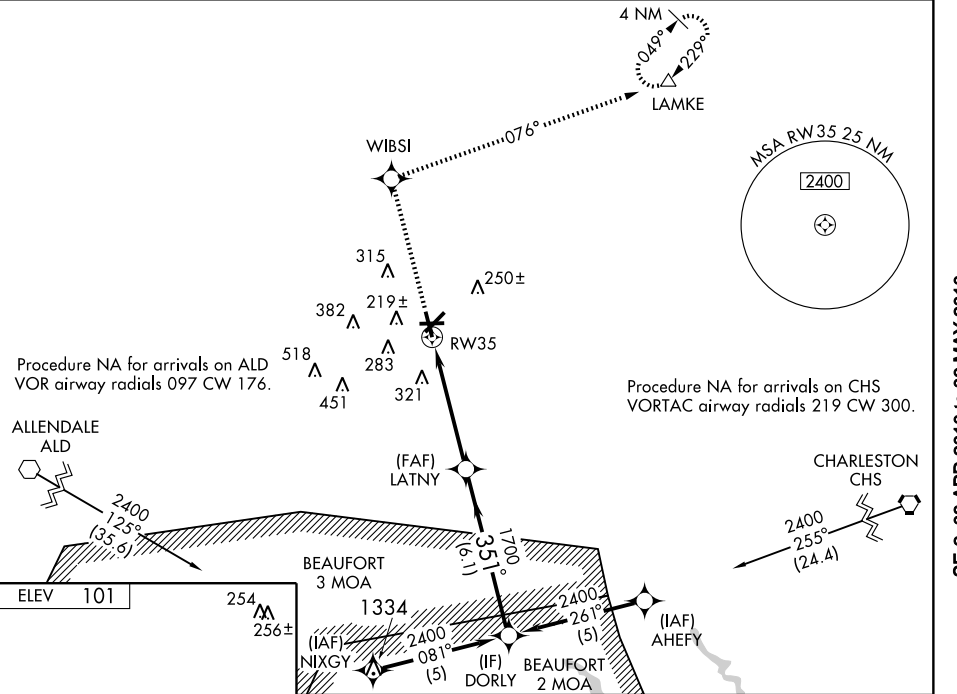 4 NM
049°
229°
LAMKE
076°
WIBSI
MSA RW35 25 NM
2400
315
250±
382
219±
RW35
518
283
451
321
Procedure NA for arrivals on ALD
VOR airway radials 097 CW 176.
Procedure NA for arrivals on CHS
VORTAC airway radials 219 CW 300.
ALLENDALE
ALD
(FAF)
LATNY
CHARLESTON
CHS
2400
125°
(35.6)
2400
255°
(24.4)
1700
351°
(6.1)
BEAUFORT
3 MOA
ELEV 101
254
256±
1334
2400
261°
(5)
(IAF)
AHEFY
(IAF)
NIXGY
2400
081°
(5)
(IF)
DORLY
BEAUFORT
2 MOA